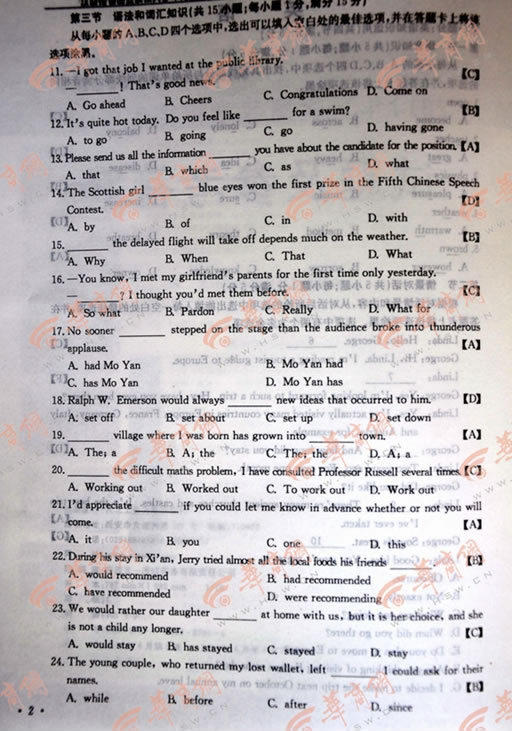 第三节 语法和词汇知识(共15小题;每小题1分,满分15分)
从每小题的A、B、C、D四个选项中,选出可以填入空白处的最佳选项,并在答题卡上将该
选项涂黑。
11. —I got that job I wanted at the public library.
—________! That's good news. 【C】
A. Go ahead B. Cheers C. Congratulations D. Come on
12. It's quite hot today. Do you feel like ________ for a swim? 【B】
A. to go B. going C. go D. having gone
13. Please send us all the information ________ you have about the candidate for the position. 【A】
A. that B. which C. as D. what
14. The Scottish girl ________ blue eyes won the first prize in the Fifth Chinese Speech
Contest. 【D】
A. by B. of C. in D. with
15. ________ the delayed flight will take off depends much on the weather. 【B】
A. Why B. When C. That D. What
16. —You know, I met my girlfriend's parents for the first time only yesterday.
—________? I thought you'd met them before. 【C】
A. So what B. Pardon C. Really D. What for
17. No sooner ________ stepped on the stage than the audience broke into thunderous
applause. 【A】
A. had Mo Yan B. Mo Yan had
C. has Mo Yan D. Mo Yan has
18. Ralph W. Emerson would always ________ new ideas that occurred to him. 【D】
A. set off B. set about C. set up D. set down
19. ________ village where I was born has grown into ________ town. 【A】
A. The; a B. A; the C. The; the D. A; a
20. ________ the difficult maths problem, I have consulted Professor Russell several times. 【C】
A. Working out B. Worked out C. To work out D. Work out
21. I'd appreciate ________ if you could let me know in advance whether or not you will
come. 【A】
A. it B. you C. one D. this
22. During his stay in Xi'an, Jerry tried almost all the local foods his friends ________. 【B】
A. would recommend B. had recommended
C. have recommended D. were recommending
23. We would rather our daughter ________ at home with us, but it is her choice, and she
is not a child any longer. 【C】
A. would stay B. has stayed C. stayed D. stay
24. The young couple, who returned my lost wallet, left ________ I could ask for their
names. 【B】
A. while B. before C. after D. since
· 2 ·